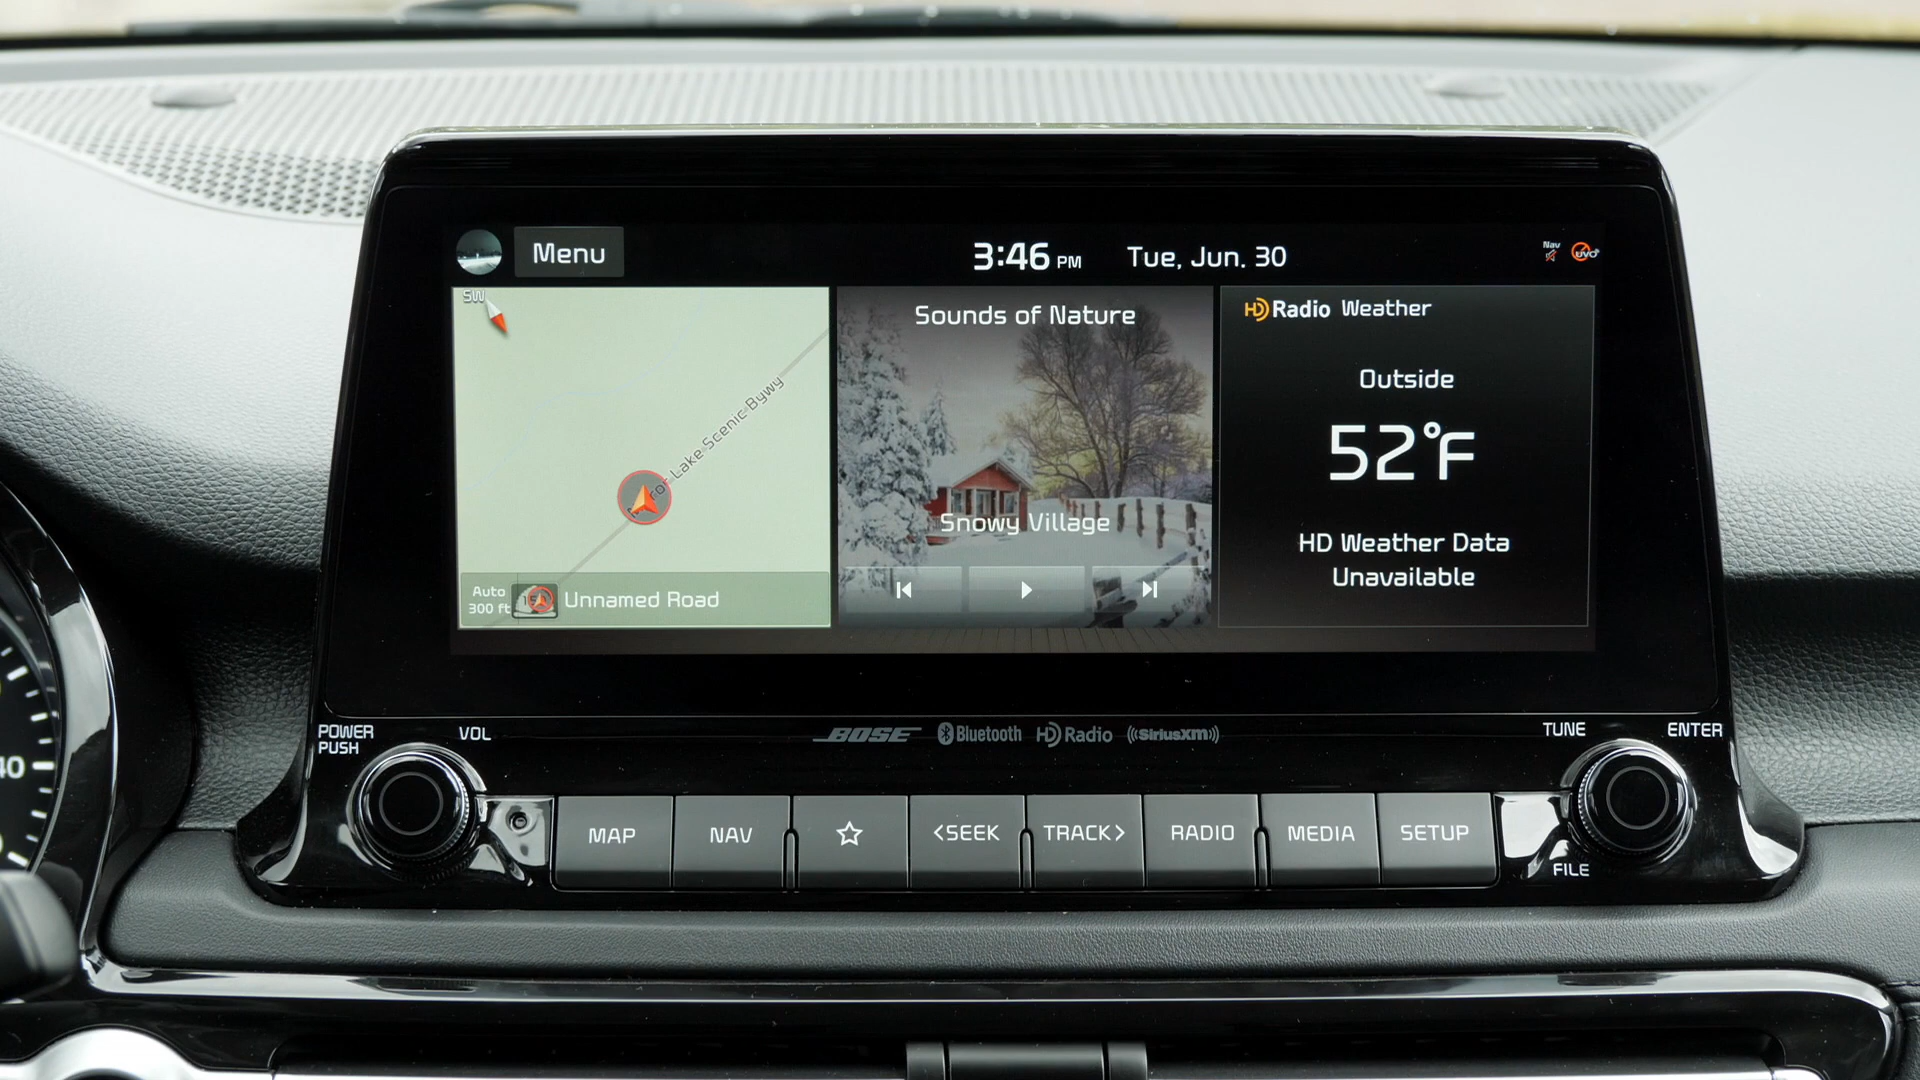 Menu
3:46 PM
Tue, Jun. 30
Nav
UVO
SW
Lake Scenic Bywy
Auto
300 ft
Unnamed Road
Sounds of Nature
Snowy Village
HD Radio Weather
Outside
52°F
HD Weather Data
Unavailable
POWER
PUSH
VOL
BOSE
Bluetooth
HD Radio
((SiriusXM))
TUNE
ENTER
MAP
NAV
<SEEK
TRACK>
RADIO
MEDIA
SETUP
FILE